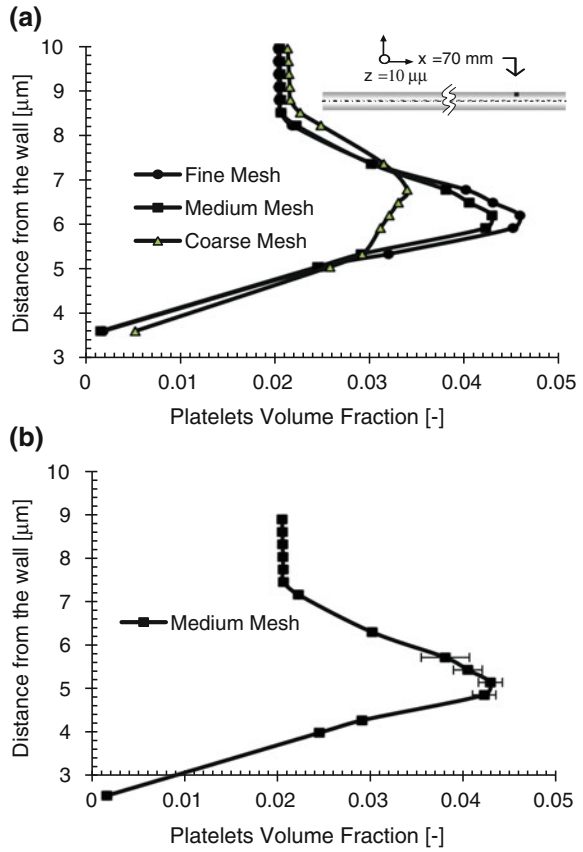 (a)
10
9
8
7
6
5
4
3
Distance from the wall [µm]
x =70 mm
z =10 µµ
Fine Mesh
Medium Mesh
Coarse Mesh
0 0.01 0.02 0.03 0.04 0.05
Platelets Volume Fraction [-]
(b)
10
9
8
7
6
5
4
3
Distance from the wall [µm]
Medium Mesh
0 0.01 0.02 0.03 0.04 0.05
Platelets Volume Fraction [-]